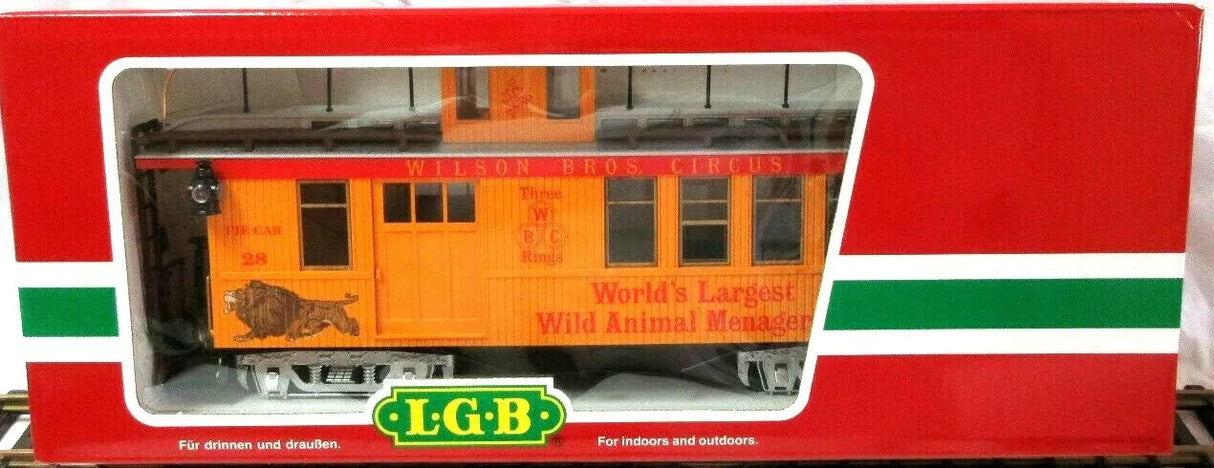 WILSON BROS. CIRCUS
Three
W
B C
Rings
PIE CAR
28
World's Largest
Wild Animal Menager
L·G·B
®
Für drinnen und draußen.
For indoors and outdoors.